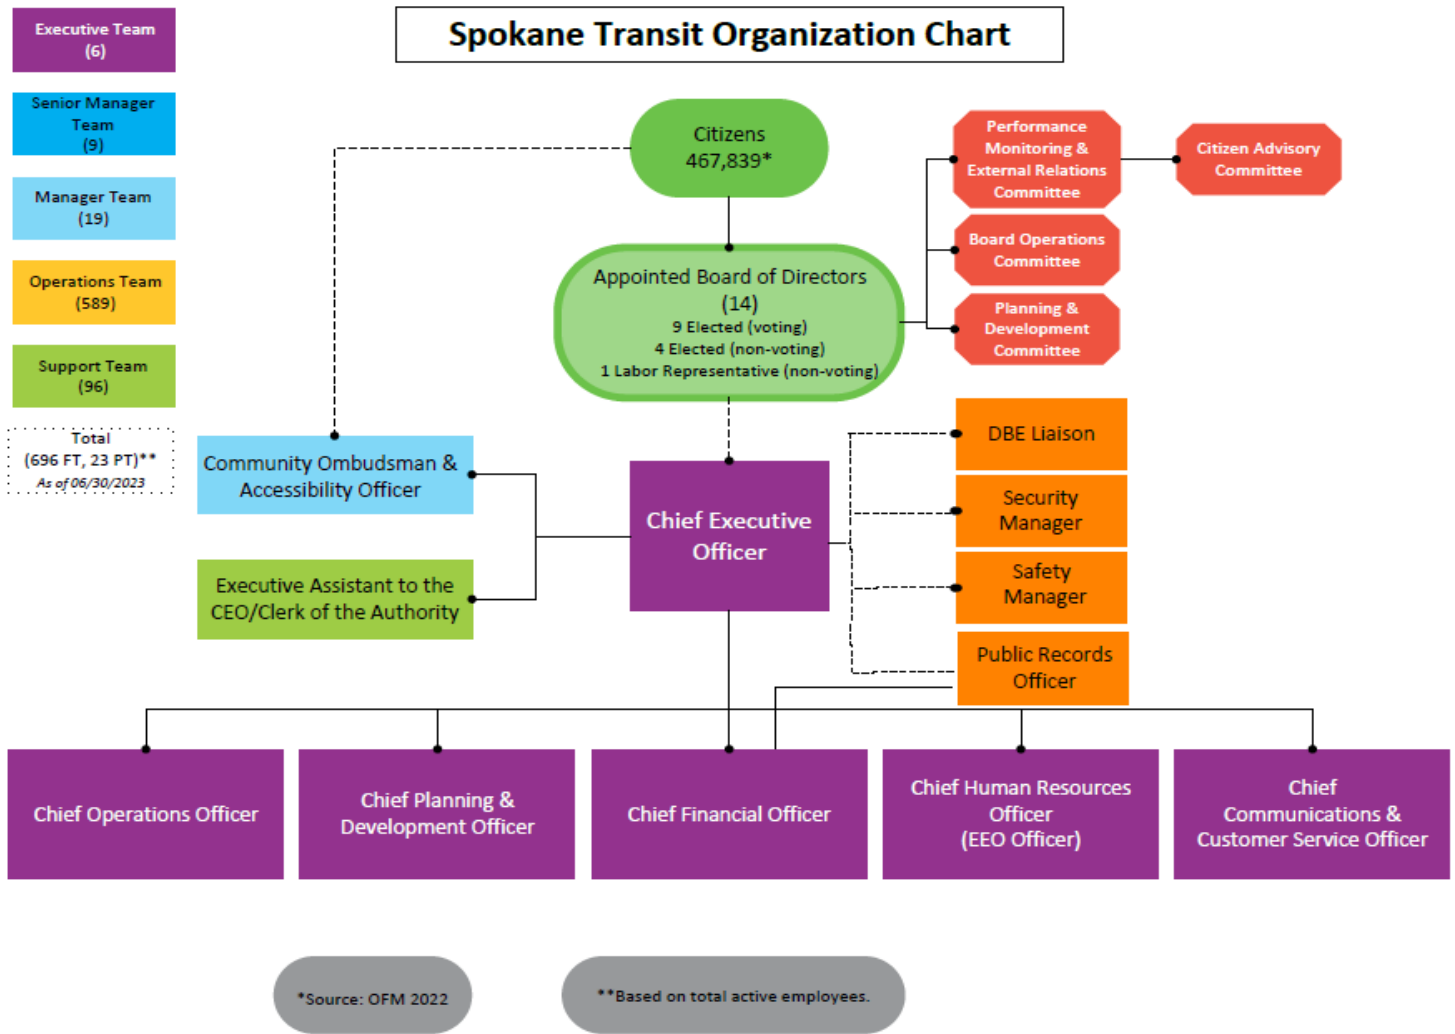 Spokane Transit Organization Chart
Executive Team
(6)
Senior Manager
Team
(9)
Manager Team
(19)
Operations Team
(589)
Support Team
(96)
Total
(696 FT, 23 PT)**
As of 06/30/2023
Citizens
467,839*
Appointed Board of Directors
(14)
9 Elected (voting)
4 Elected (non-voting)
1 Labor Representative (non-voting)
Performance
Monitoring &
External Relations
Committee
Citizen Advisory
Committee
Board Operations
Committee
Planning &
Development
Committee
Community Ombudsman &
Accessibility Officer
Executive Assistant to the
CEO/Clerk of the Authority
Chief Executive
Officer
DBE Liaison
Security
Manager
Safety
Manager
Public Records
Officer
Chief Operations Officer
Chief Planning &
Development Officer
Chief Financial Officer
Chief Human Resources
Officer
(EEO Officer)
Chief
Communications &
Customer Service Officer
*Source: OFM 2022
**Based on total active employees.